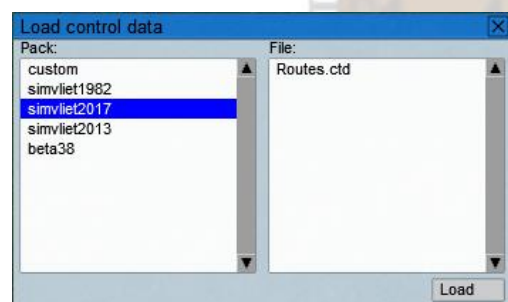 Load control data
Pack:
custom
simvliet1982
simvliet2017
simvliet2013
beta38
File:
Routes.ctd
Load